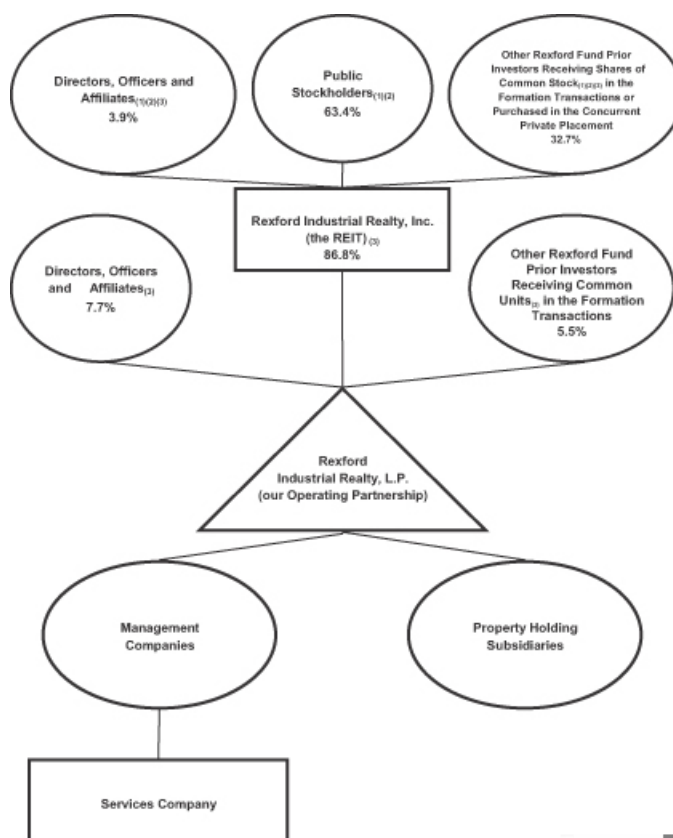 Directors, Officers and
Affiliates(1)(2)(3)
3.9%
Public
Stockholders(1)(2)
63.4%
Other Rexford Fund Prior
Investors Receiving Shares of
Common Stock(1)(2)(3) in the
Formation Transactions or
Purchased in the Concurrent
Private Placement
32.7%
Rexford Industrial Realty, Inc.
(the REIT) (3)
86.8%
Directors, Officers
and Affiliates(3)
7.7%
Other Rexford Fund
Prior Investors
Receiving Common
Units(3) in the Formation
Transactions
5.5%
Rexford
Industrial Realty, L.P.
(our Operating Partnership)
Management
Companies
Property Holding
Subsidiaries
Services Company